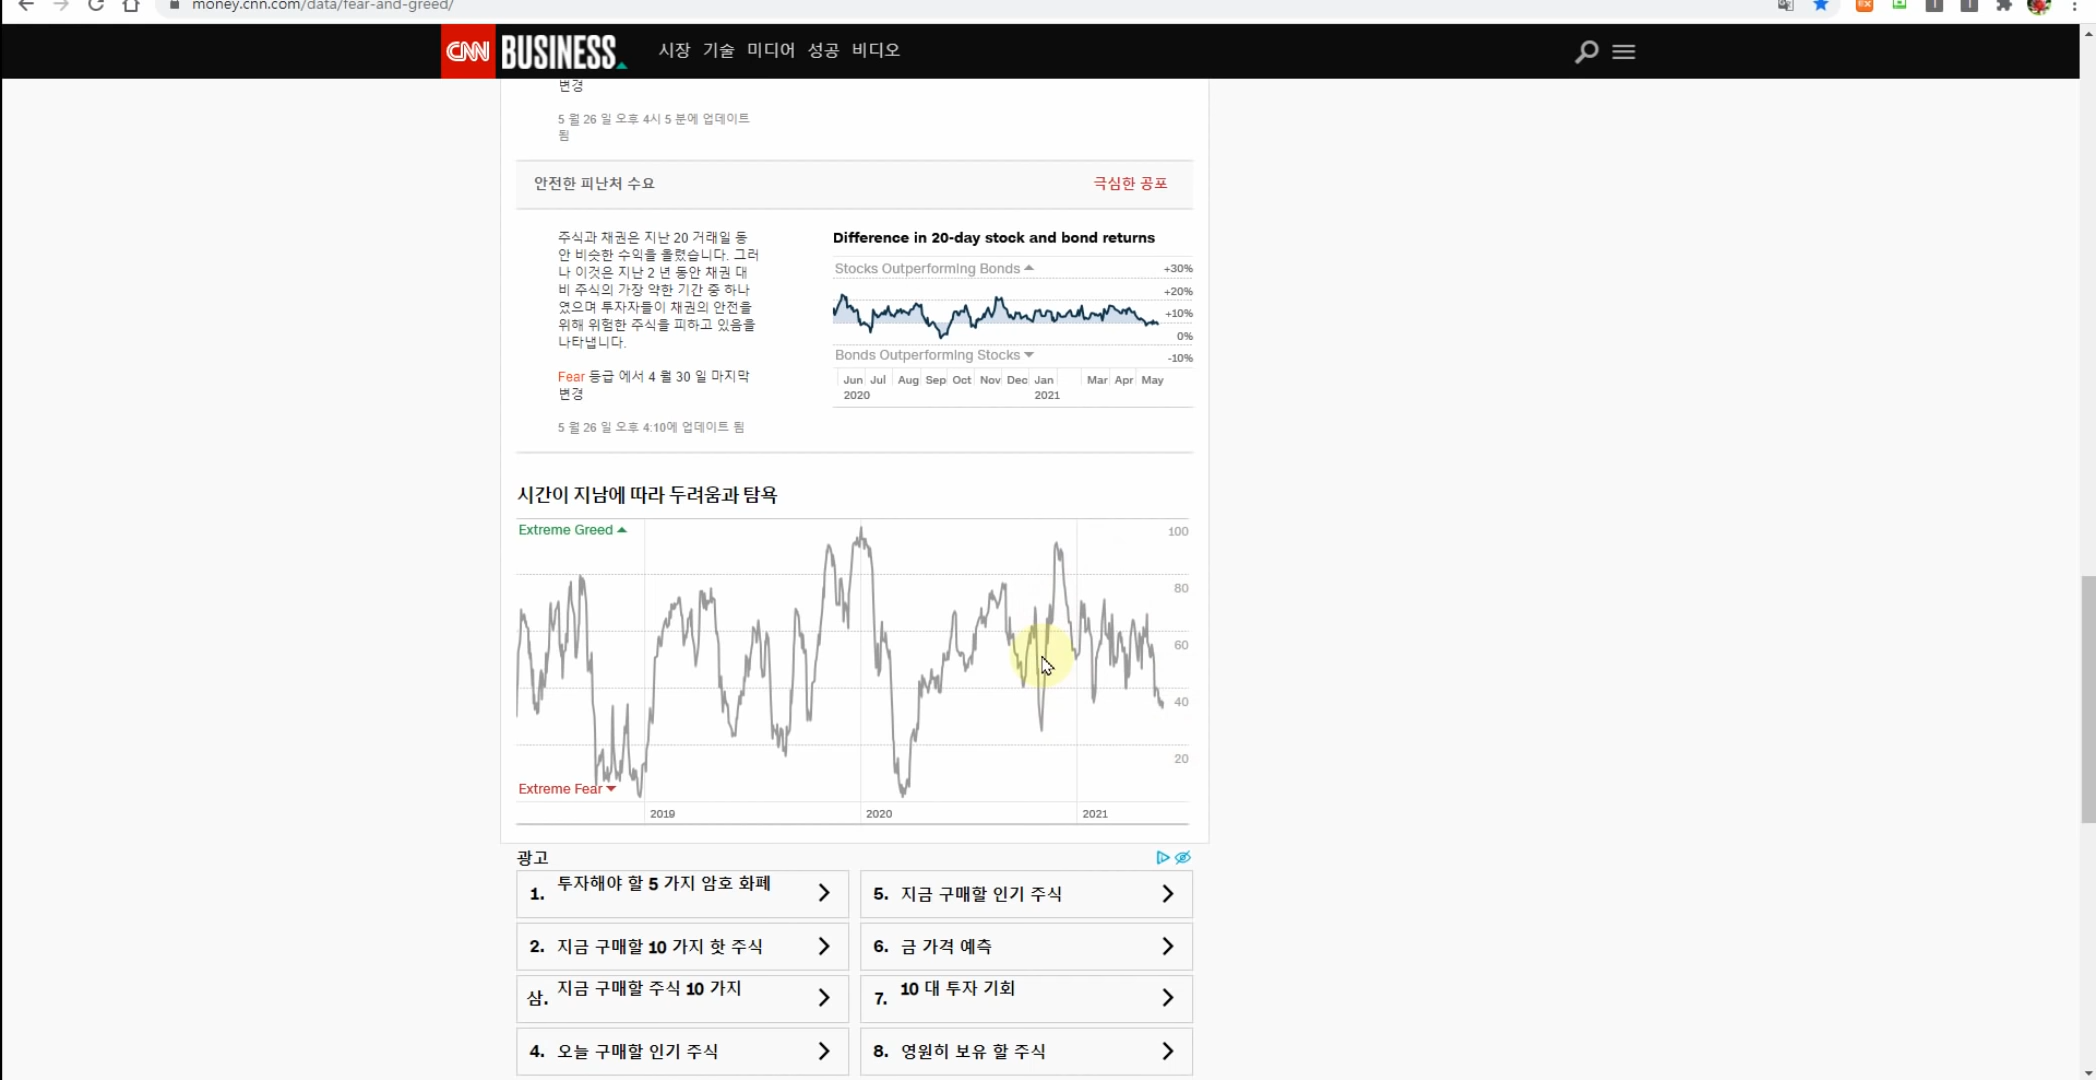 money.cnn.com/data/fear-and-greed/
CNN BUSINESS 시장 기술 미디어 성공 비디오
변경
5 월 26 일 오후 4시 5 분에 업데이트
됨
안전한 피난처 수요 극심한 공포
주식과 채권은 지난 20 거래일 동
안 비슷한 수익을 올렸습니다. 그러
나 이것은 지난 2 년 동안 채권 대
비 주식의 가장 약한 기간 중 하나
였으며 투자자들이 채권의 안전을
위해 위험한 주식을 피하고 있음을
나타냅니다.
Fear 등급 에서 4 월 30 일 마지막
변경
5 월 26 일 오후 4:10에 업데이트 됨
Difference in 20-day stock and bond returns
Stocks Outperforming Bonds
+30%
+20%
+10%
0%
-10%
Bonds Outperforming Stocks
Jun Jul Aug Sep Oct Nov Dec Jan Mar Apr May
2020 2021
시간이 지남에 따라 두려움과 탐욕
Extreme Greed
100
80
60
40
20
Extreme Fear
2019 2020 2021
광고
1. 투자해야 할 5 가지 암호 화폐
2. 지금 구매할 10 가지 핫 주식
삼. 지금 구매할 주식 10 가지
4. 오늘 구매할 인기 주식
5. 지금 구매할 인기 주식
6. 금 가격 예측
7. 10 대 투자 기회
8. 영원히 보유 할 주식